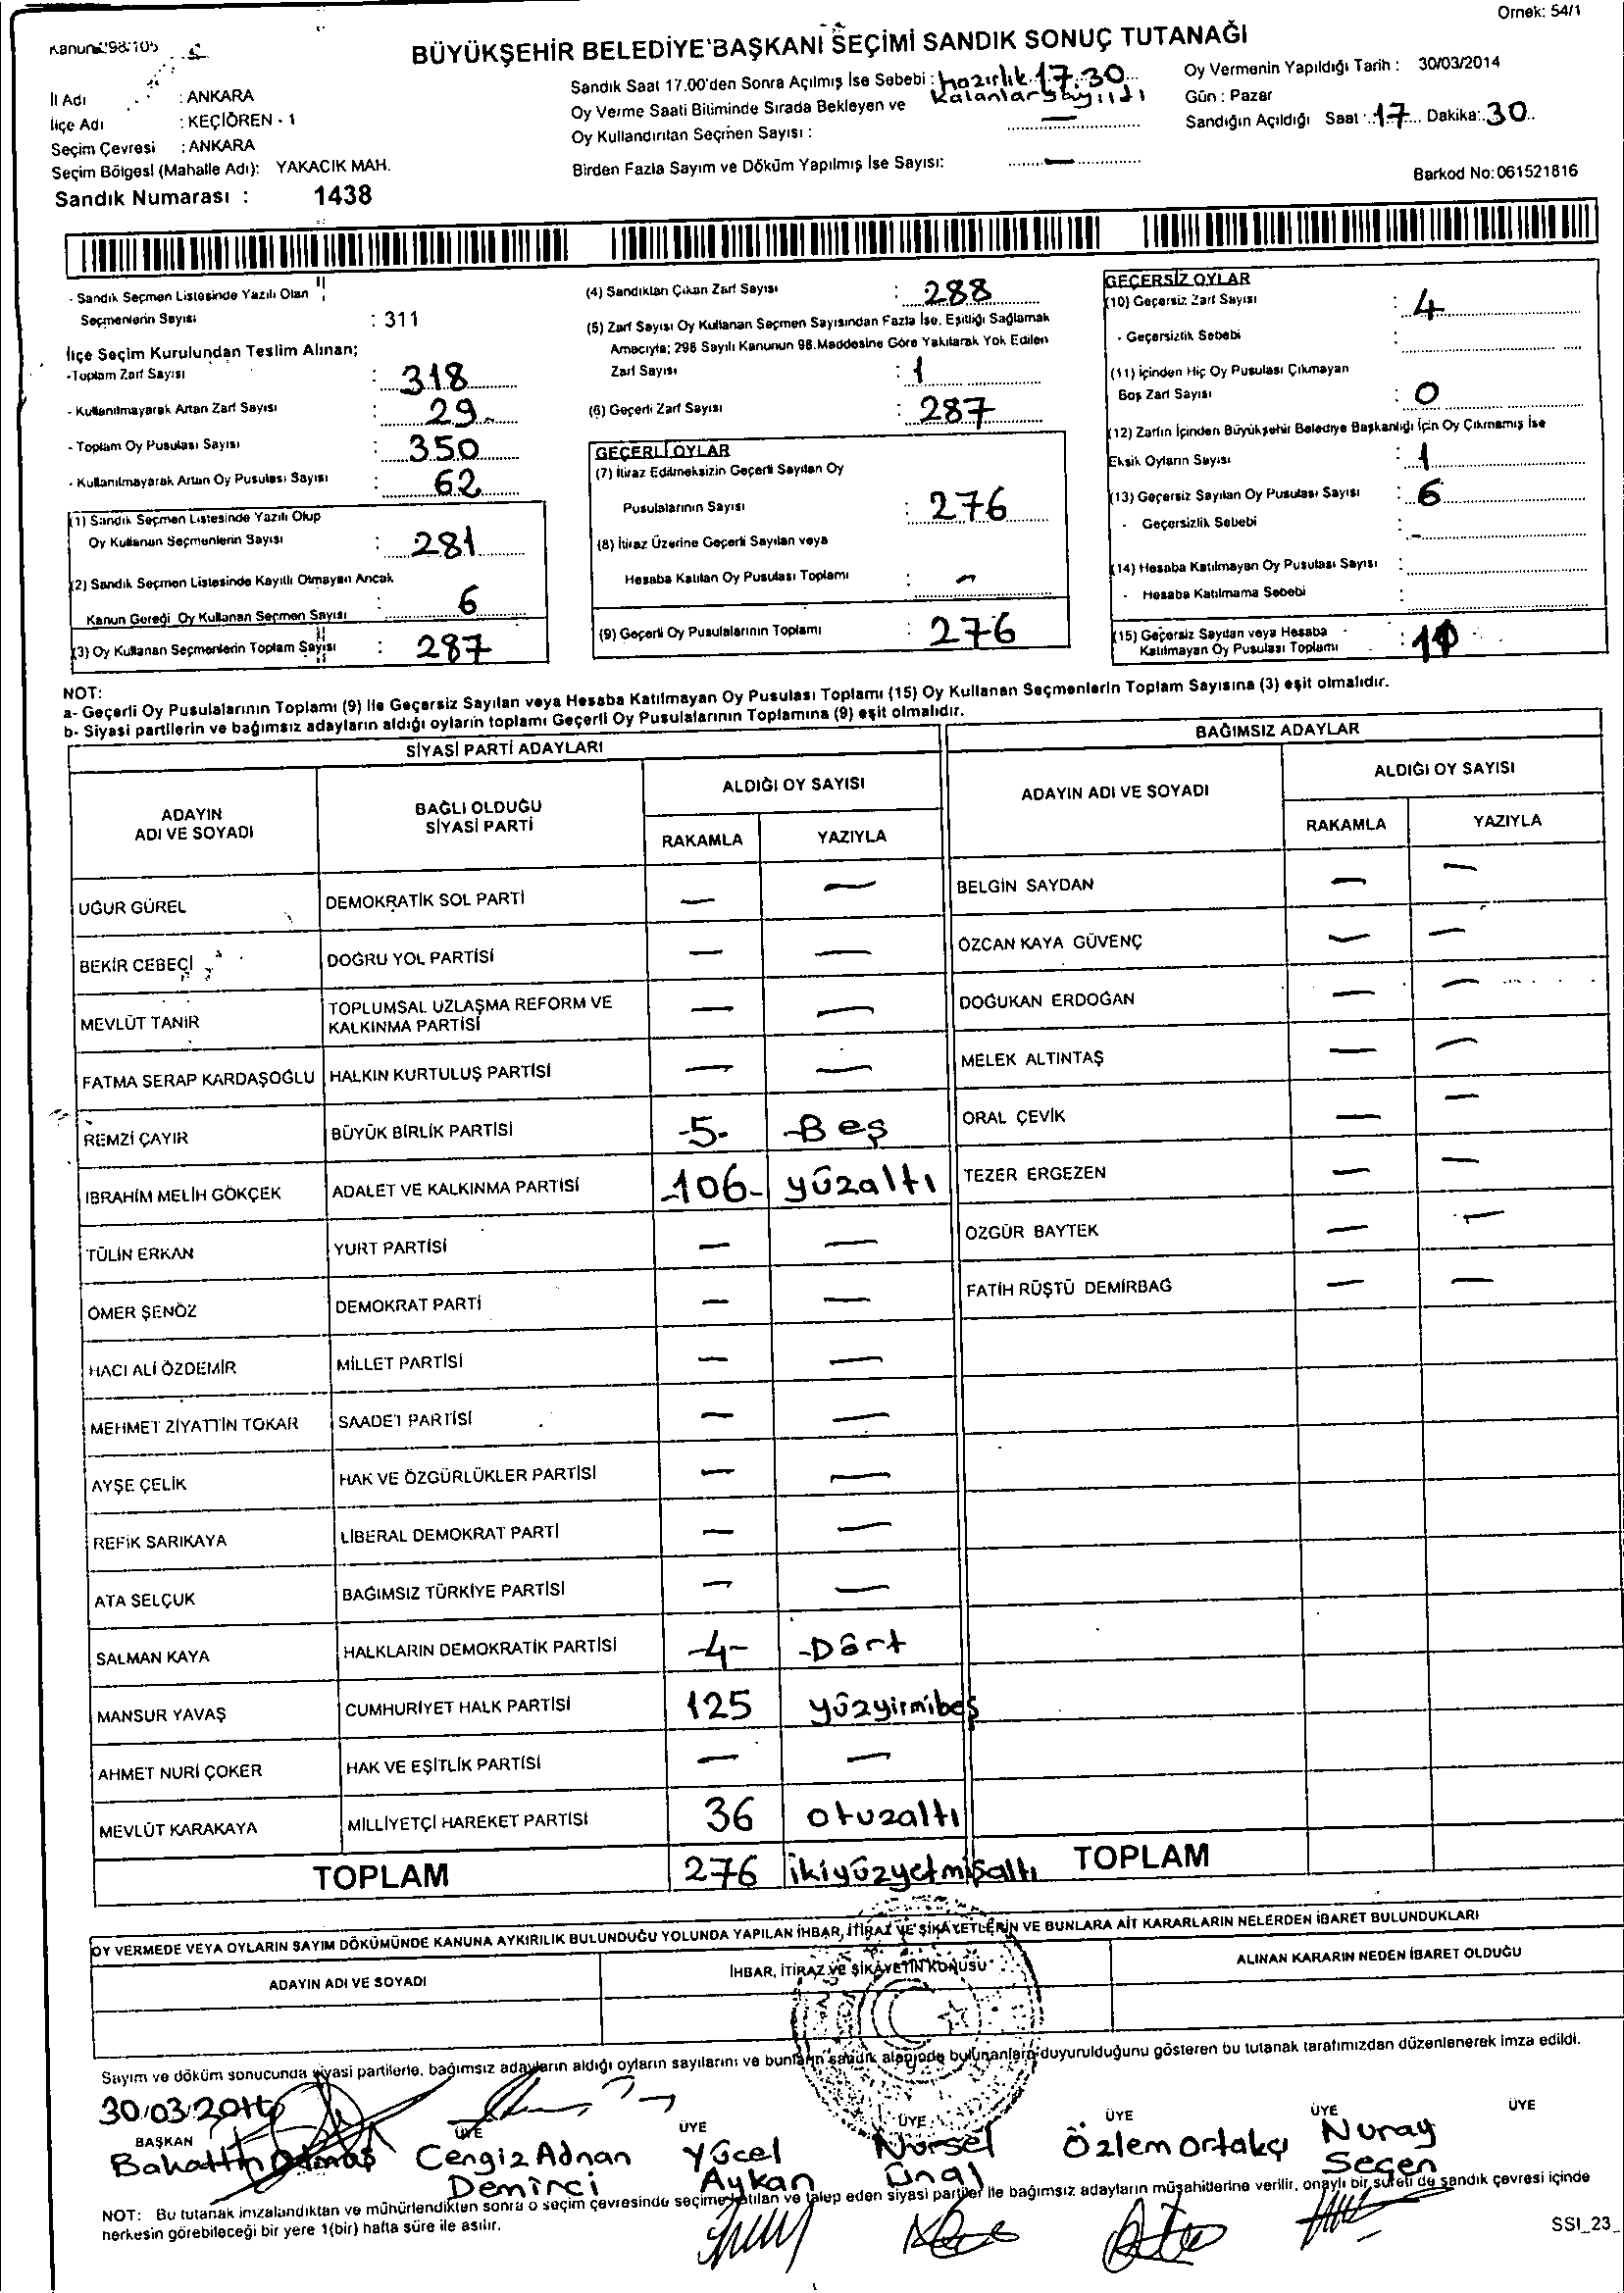 Örnek: 54/1
BÜYÜKŞEHİR BELEDİYE BAŞKANI SEÇİMİ SANDIK SONUÇ TUTANAĞI
İl Adı : ANKARA
İlçe Adı : KEÇİÖREN - 1
Seçim Çevresi : ANKARA
Seçim Bölgesi (Mahalle Adı): YAKACIK MAH.
Sandık Numarası : 1438
Sandık Saat 17.00'den Sonra Açılmış İse Sebebi : hazırlık 17.30
Oy Verme Saati Bitiminde Sırada Bekleyen ve Kalanlar sayıldı
Oy Kullandırılan Seçmen Sayısı : —
Birden Fazla Sayım ve Döküm Yapılmış İse Sayısı: —
Oy Vermenin Yapıldığı Tarih : 30/03/2014
Gün : Pazar
Sandığın Açıldığı Saat : 17 Dakika: 30
Barkod No: 061521816
- Sandık Seçmen Listesinde Yazılı Olan
Seçmenlerin Sayısı : 311
İlçe Seçim Kurulundan Teslim Alınan;
-Toplam Zarf Sayısı : 318
- Kullanılmayarak Artan Zarf Sayısı : 29
- Toplam Oy Pusulası Sayısı : 350
- Kullanılmayarak Artan Oy Pusulası Sayısı : 62
(1) Sandık Seçmen Listesinde Yazılı Olup
Oy Kullanan Seçmenlerin Sayısı : 281
(2) Sandık Seçmen Listesinde Kayıtlı Olmayan Ancak
Kanun Gereği Oy Kullanan Seçmen Sayısı : 6
(3) Oy Kullanan Seçmenlerin Toplam Sayısı : 287
(4) Sandıktan Çıkan Zarf Sayısı : 288
(5) Zarf Sayısı Oy Kullanan Seçmen Sayısından Fazla İse, Eşitliği Sağlamak
Amacıyla; 298 Sayılı Kanunun 98.Maddesine Göre Yakılarak Yok Edilen
Zarf Sayısı : 1
(6) Geçerli Zarf Sayısı : 287
GEÇERLİ OYLAR
(7) İtiraz Edilmeksizin Geçerli Sayılan Oy
Pusulalarının Sayısı : 276
(8) İtiraz Üzerine Geçerli Sayılan veya
Hesaba Katılan Oy Pusulası Toplamı : —
(9) Geçerli Oy Pusulalarının Toplamı : 276
GEÇERSİZ OYLAR
(10) Geçersiz Zarf Sayısı : 4
- Geçersizlik Sebebi :
(11) İçinden Hiç Oy Pusulası Çıkmayan
Boş Zarf Sayısı : 0
(12) Zarfın İçinden Büyükşehir Belediye Başkanlığı İçin Oy Çıkmamış İse
Eksik Oyların Sayısı : 1
(13) Geçersiz Sayılan Oy Pusulası Sayısı : 6
- Geçersizlik Sebebi : -
(14) Hesaba Katılmayan Oy Pusulası Sayısı :
- Hesaba Katılmama Sebebi :
(15) Geçersiz Sayılan veya Hesaba
Katılmayan Oy Pusulası Toplamı :
NOT:
a- Geçerli Oy Pusulalarının Toplamı (9) İle Geçersiz Sayılan veya Hesaba Katılmayan Oy Pusulası Toplamı (15) Oy Kullanan Seçmenlerin Toplam Sayısına (3) eşit olmalıdır.
b- Siyasi partilerin ve bağımsız adayların aldığı oyların toplamı Geçerli Oy Pusulalarının Toplamına (9) eşit olmalıdır.
SİYASİ PARTİ ADAYLARI
ADAYIN ADI VE SOYADI BAĞLI OLDUĞU SİYASİ PARTİ ALDIĞI OY SAYISI
RAKAMLA YAZIYLA
UĞUR GÜREL DEMOKRATİK SOL PARTİ — —
BEKİR CEBECİ DOĞRU YOL PARTİSİ — —
MEVLÜT TANIR TOPLUMSAL UZLAŞMA REFORM VE KALKINMA PARTİSİ — —
FATMA SERAP KARDAŞOĞLU HALKIN KURTULUŞ PARTİSİ — —
REMZİ ÇAYIR BÜYÜK BİRLİK PARTİSİ -5- -Beş
İBRAHİM MELİH GÖKÇEK ADALET VE KALKINMA PARTİSİ -106- yüzaltı
TÜLİN ERKAN YURT PARTİSİ — —
ÖMER ŞENÖZ DEMOKRAT PARTİ — —
HACI ALİ ÖZDEMİR MİLLET PARTİSİ — —
MEHMET ZİYATTİN TOKAR SAADET PARTİSİ — —
AYŞE ÇELİK HAK VE ÖZGÜRLÜKLER PARTİSİ — —
REFİK SARIKAYA LİBERAL DEMOKRAT PARTİ — —
ATA SELÇUK BAĞIMSIZ TÜRKİYE PARTİSİ — —
SALMAN KAYA HALKLARIN DEMOKRATİK PARTİSİ -4- -Dört
MANSUR YAVAŞ CUMHURİYET HALK PARTİSİ 125 yüzyirmibeş
AHMET NURİ ÇOKER HAK VE EŞİTLİK PARTİSİ — —
MEVLÜT KARAKAYA MİLLİYETÇİ HAREKET PARTİSİ 36 otuzaltı
TOPLAM 276 ikiyüzyetmişaltı
BAĞIMSIZ ADAYLAR
ADAYIN ADI VE SOYADI ALDIĞI OY SAYISI
RAKAMLA YAZIYLA
BELGİN SAYDAN — —
ÖZCAN KAYA GÜVENÇ — —
DOĞUKAN ERDOĞAN — —
MELEK ALTINTAŞ — —
ORAL ÇEVİK — —
TEZER ERGEZEN — —
ÖZGÜR BAYTEK — —
FATİH RÜŞTÜ DEMİRBAĞ — —
TOPLAM
OY VERMEDE VEYA OYLARIN SAYIM DÖKÜMÜNDE KANUNA AYKIRILIK BULUNDUĞU YOLUNDA YAPILAN İHBAR, İTİRAZ VE ŞİKAYETLERİN VE BUNLARA AİT KARARLARIN NELERDEN İBARET BULUNDUKLARI
ADAYIN ADI VE SOYADI İHBAR, İTİRAZ VE ŞİKAYETİN KONUSU ALINAN KARARIN NEDEN İBARET OLDUĞU
Sayım ve döküm sonucunda siyasi partilerle, bağımsız adayların aldığı oyların sayılarını ve bunların sandık alanında bulunanlara duyurulduğunu gösteren bu tutanak tarafımızdan düzenlenerek imza edildi.
30/03/2014
BAŞKAN ÜYE ÜYE ÜYE ÜYE ÜYE ÜYE
Bahattin Cengiz Adnan Demirci Yücel Aykan Nursel Ünal Özlem Ortakçı Nuray Seçen
NOT: Bu tutanak imzalandıktan ve mühürlendikten sonra o seçim çevresinde seçime katılan ve talep eden siyasi partiler ile bağımsız adayların müşahitlerine verilir, onaylı bir sureti de sandık çevresi içinde
herkesin görebileceği bir yere 1(bir) hafta süre ile asılır.
SSI_23_